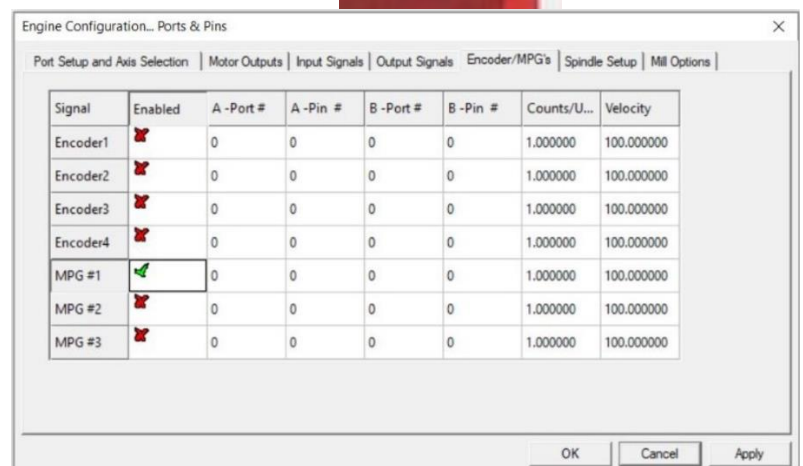 Engine Configuration... Ports & Pins
Port Setup and Axis Selection Motor Outputs Input Signals Output Signals Encoder/MPG's Spindle Setup Mill Options
Signal Enabled A -Port # A -Pin # B -Port # B -Pin # Counts/U... Velocity
Encoder1 0 0 0 0 1.000000 100.000000
Encoder2 0 0 0 0 1.000000 100.000000
Encoder3 0 0 0 0 1.000000 100.000000
Encoder4 0 0 0 0 1.000000 100.000000
MPG #1 0 0 0 0 1.000000 100.000000
MPG #2 0 0 0 0 1.000000 100.000000
MPG #3 0 0 0 0 1.000000 100.000000
OK Cancel Apply